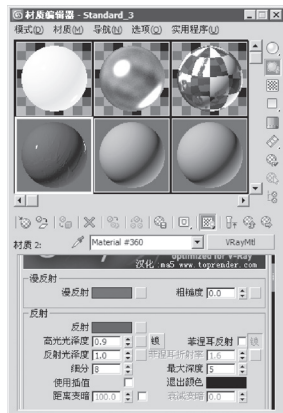 材质编辑器 - Standard_3
模式(D) 材质(M) 导航(N) 选项(O) 实用程序(U)
材质 2: Material #360 VRayMtl
optimized for V-Ray
汉化:ma5 www.toprender.com
漫反射
漫反射 粗糙度 0.0
反射
反射
高光光泽度 0.9 锁 菲涅耳反射 锁
反射光泽度 1.0 菲涅耳折射率 1.6
细分 8 最大深度 5
使用插值 退出颜色
距离变暗 100.0 衰减变暗 0.0